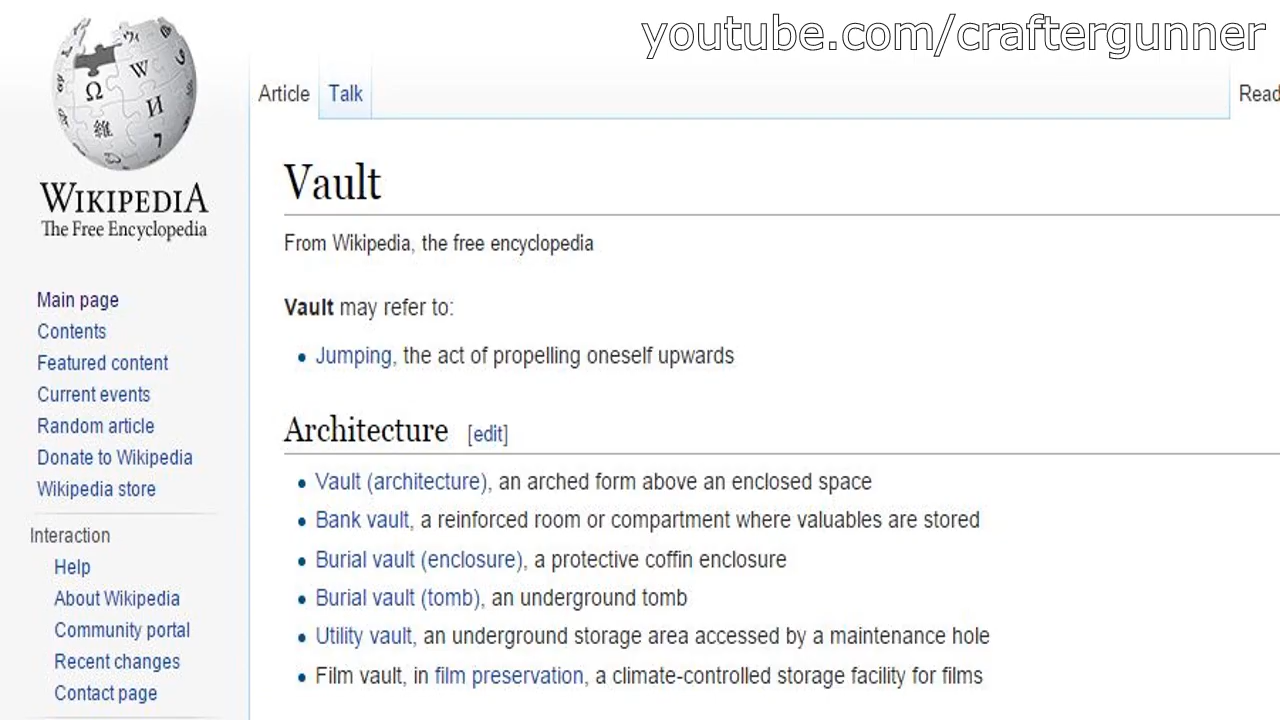 youtube.com/craftergunner
Article Talk Read
WIKIPEDIA
The Free Encyclopedia
Main page
Contents
Featured content
Current events
Random article
Donate to Wikipedia
Wikipedia store
Interaction
Help
About Wikipedia
Community portal
Recent changes
Contact page
Vault
From Wikipedia, the free encyclopedia
Vault may refer to:
Jumping, the act of propelling oneself upwards
Architecture [edit]
Vault (architecture), an arched form above an enclosed space
Bank vault, a reinforced room or compartment where valuables are stored
Burial vault (enclosure), a protective coffin enclosure
Burial vault (tomb), an underground tomb
Utility vault, an underground storage area accessed by a maintenance hole
Film vault, in film preservation, a climate-controlled storage facility for films